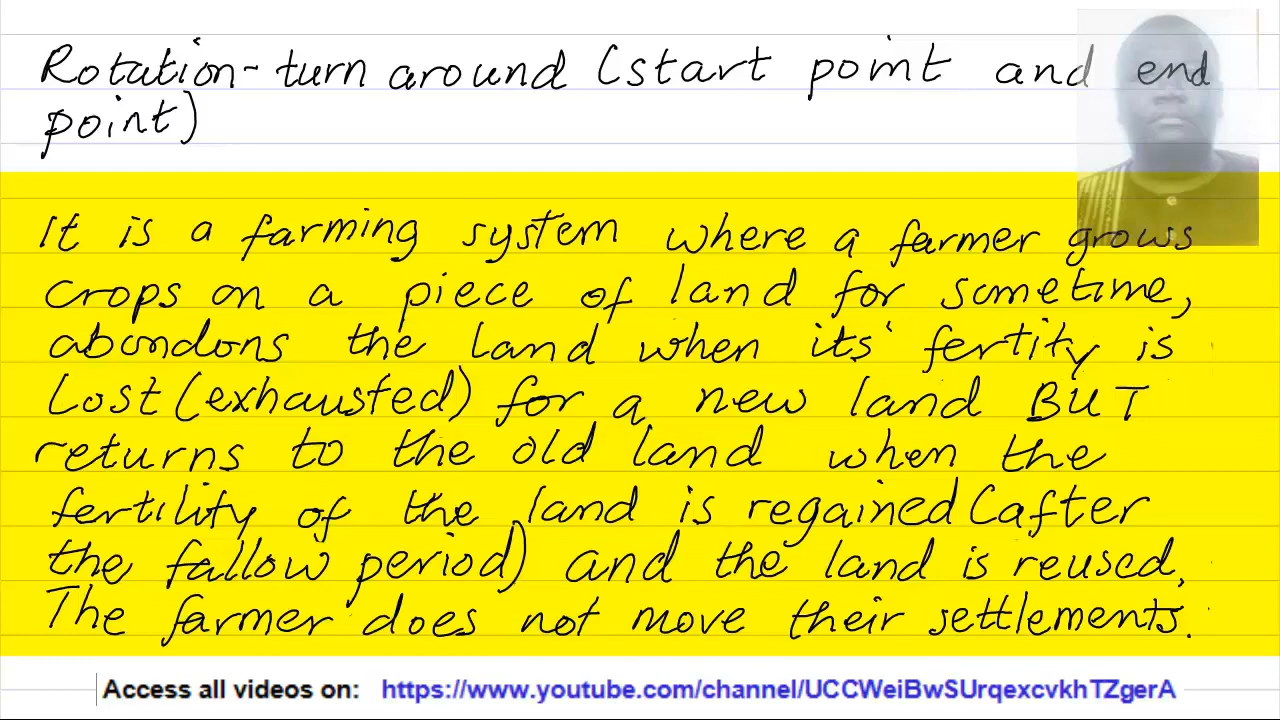 Rotation- turn around (start point and end
point)
It is a farming system where a farmer grows
crops on a piece of land for sometime,
abondons the land when its' fertity is
Lost (exhausted) for a new land BUT
returns to the old land when the
fertility of the land is regained (after
the fallow period) and the land is reused.
The farmer does not move their settlements.
Access all videos on: https://www.youtube.com/channel/UCCWeiBwSUrqexcvkhTZgerA